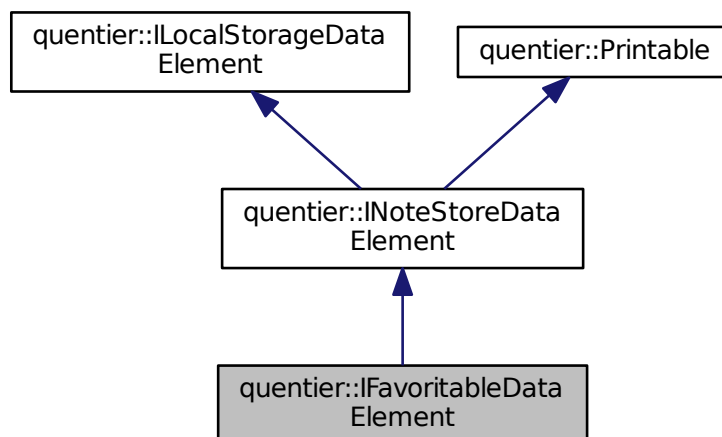 quentier::ILocalStorageData
Element
quentier::Printable
quentier::INoteStoreData
Element
quentier::IFavoritableData
Element